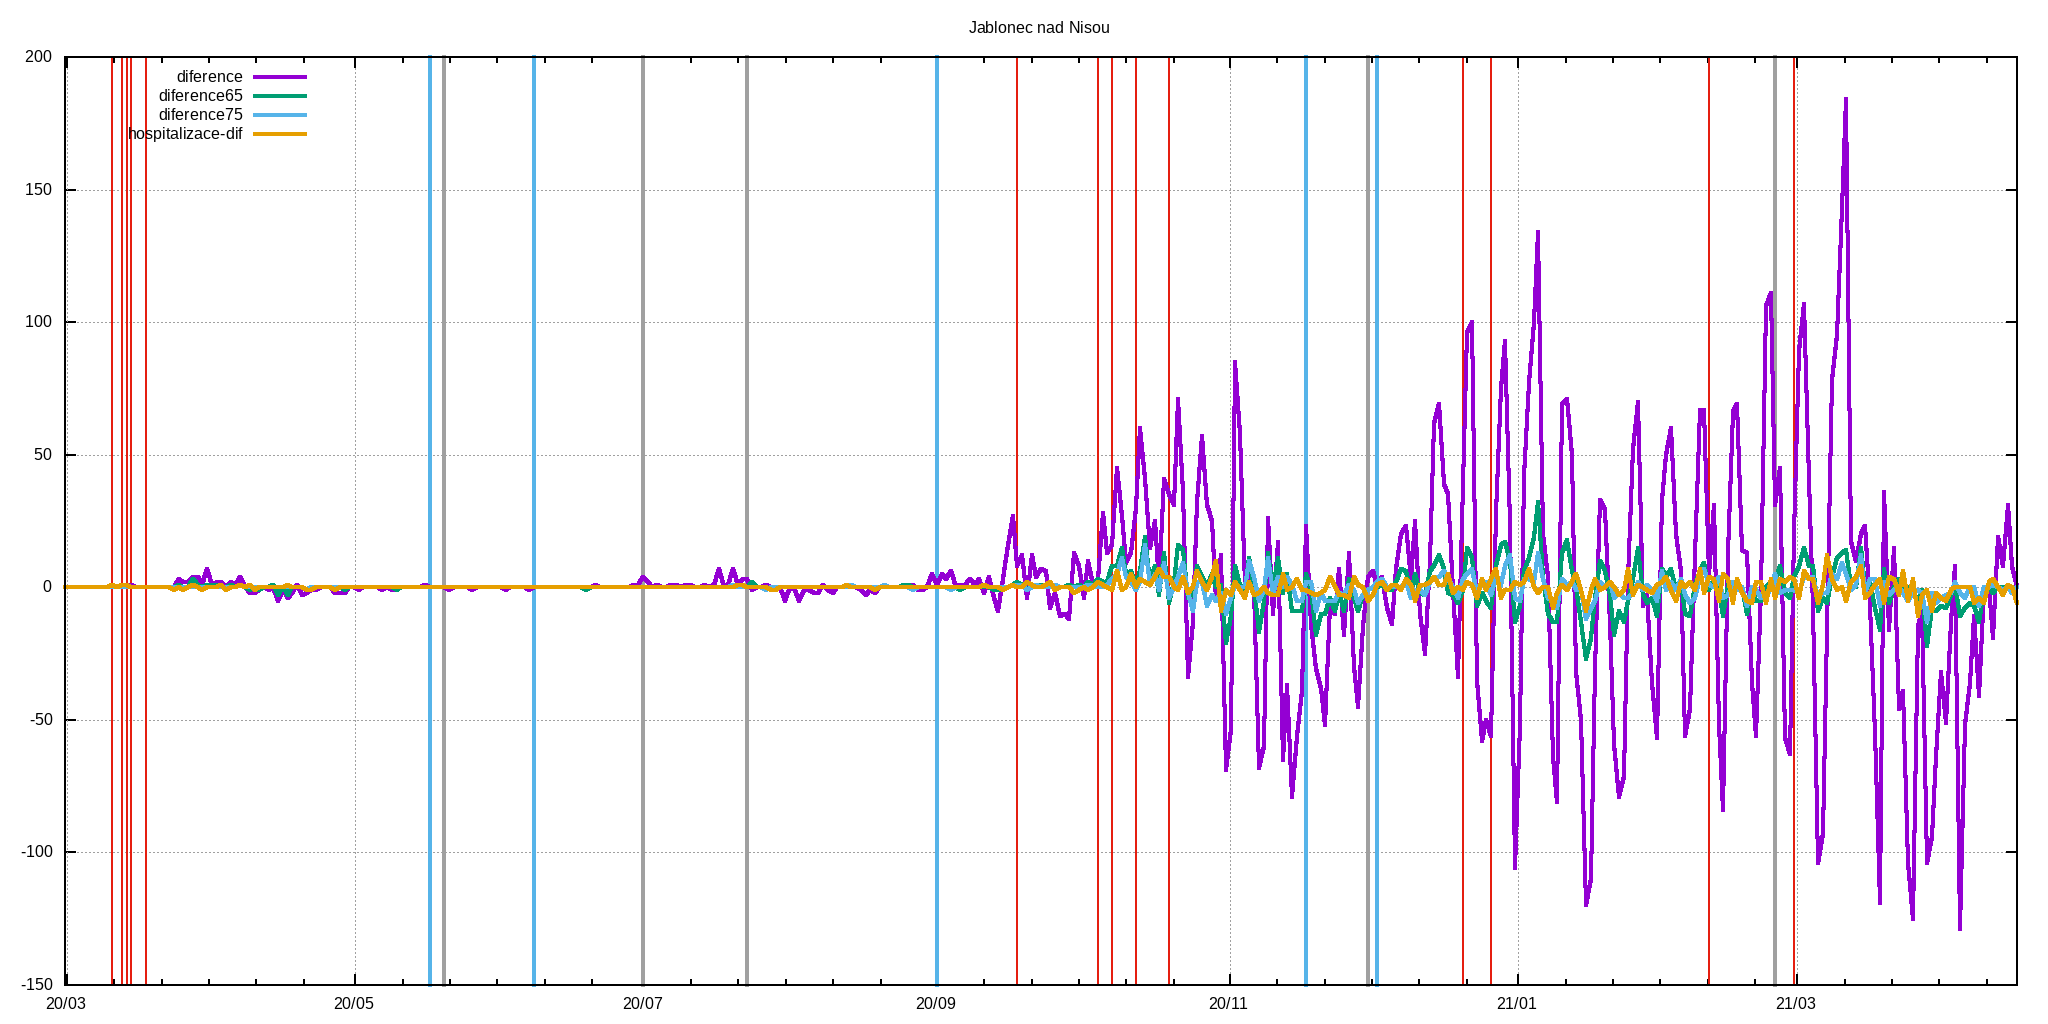 Jablonec nad Nisou
200
diference
diference65
diference75
hospitalizace-dif
150
100
50
0
-50
-100
-150
20/03 20/05 20/07 20/09 20/11 21/01 21/03